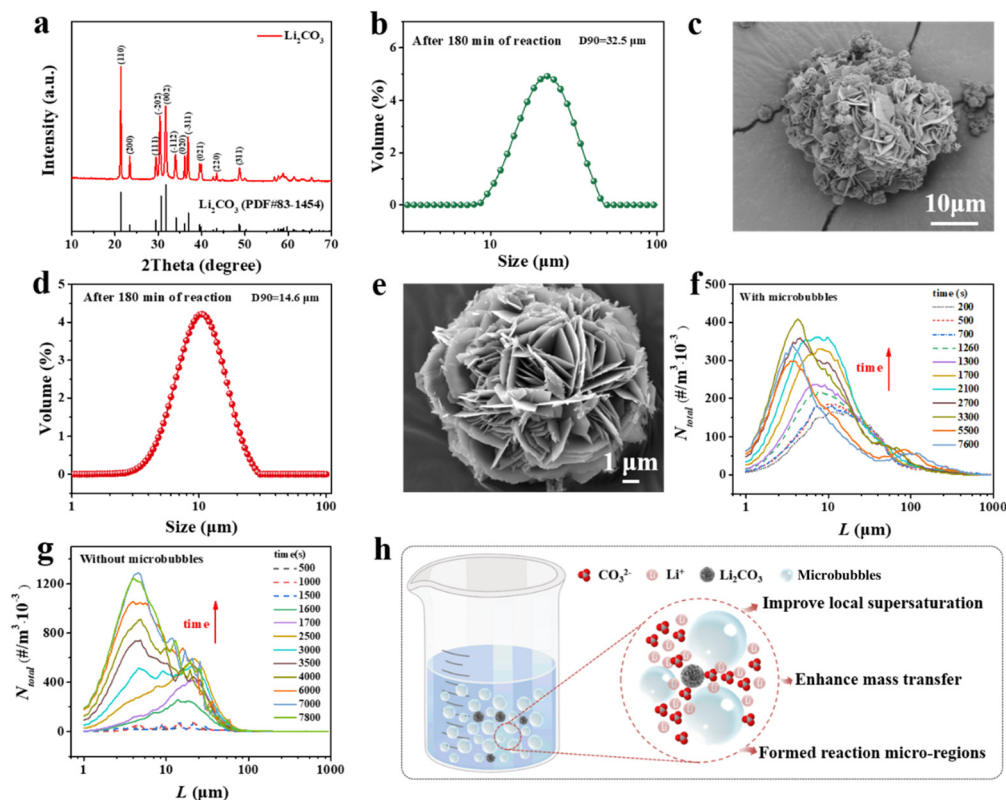 a
Intensity (a.u.)
Li₂CO₃
(110)
(200)
(111)
(-202)
(002)
(-112)
(020)
(-311)
(021)
(220)
(311)
Li₂CO₃ (PDF#83-1454)
10 20 30 40 50 60 70
2Theta (degree)
b
After 180 min of reaction D90=32.5 μm
Volume (%)
6
4
2
0
10 100
Size (μm)
c
10μm
d
After 180 min of reaction D90=14.6 μm
Volume (%)
5
4
3
2
1
0
1 10 100
Size (μm)
e
1 μm
f
With microbubbles
time (s)
200
500
700
1260
1300
1700
2100
2700
3300
5500
7600
time
N_total (#/m³·10⁻³)
500
400
300
200
100
0
1 10 100 1000
L (μm)
g
Without microbubbles
time(s)
500
1000
1500
1600
1700
2500
3000
3500
4000
6000
7000
7800
time
N_total (#/m³·10⁻³)
1200
800
400
0
1 10 100 1000
L (μm)
h
CO₃²⁻ Li⁺ Li₂CO₃ Microbubbles
Improve local supersaturation
Enhance mass transfer
Formed reaction micro-regions